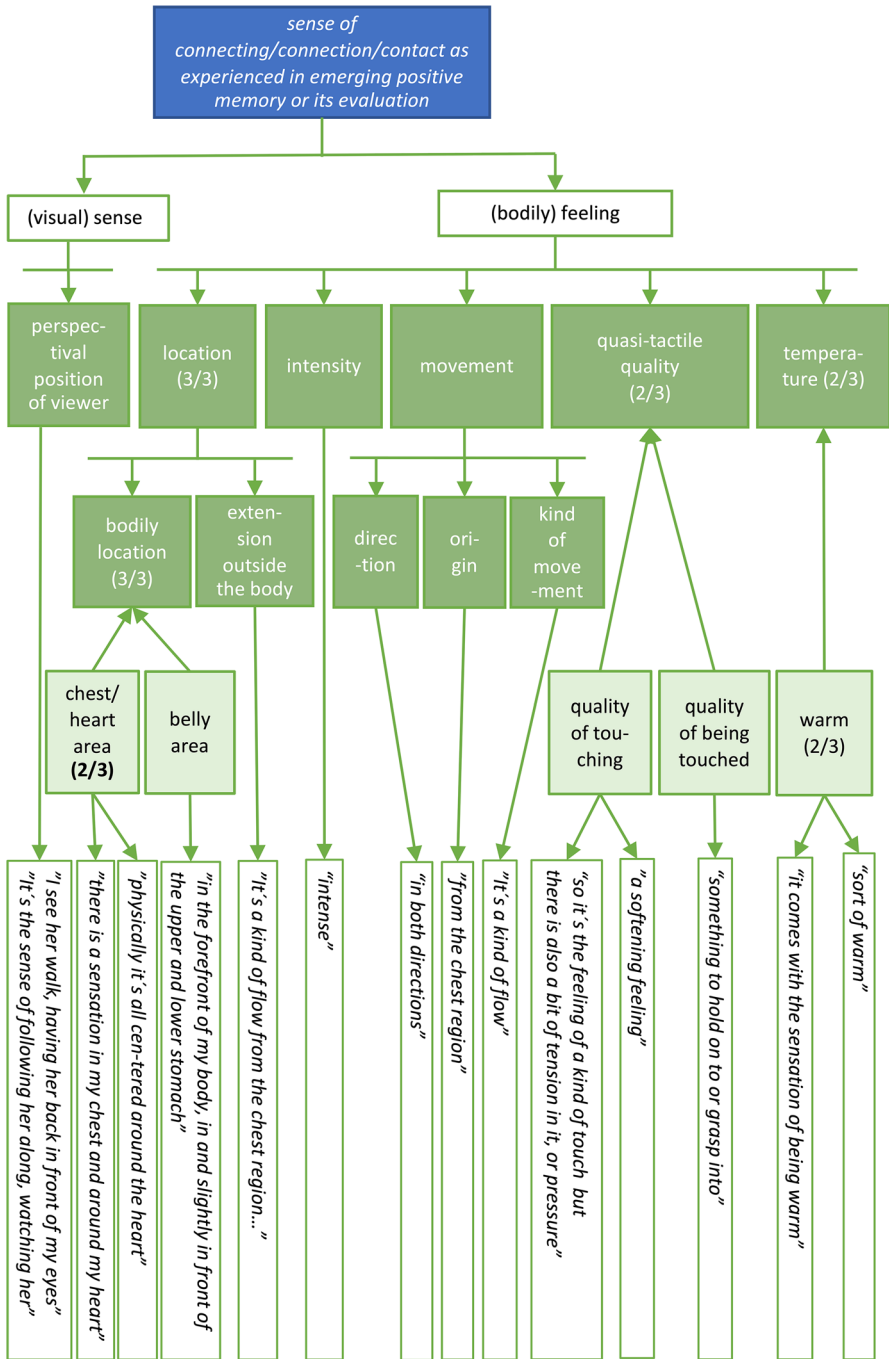 sense of
connecting/connection/contact as
experienced in emerging positive
memory or its evaluation
(visual) sense
(bodily) feeling
perspec-
tival
position
of viewer
location
(3/3)
intensity
movement
quasi-tactile
quality
(2/3)
tempera-
ture (2/3)
bodily
location
(3/3)
exten-
sion
outside
the body
direc
-tion
ori-
gin
kind
of
move
-ment
chest/
heart
area
(2/3)
belly
area
quality
of tou-
ching
quality
of being
touched
warm
(2/3)
"I see her walk, having her back in front of my eyes"
"It´s the sense of following her along, watching her"
"there is a sensation in my chest and around my heart"
"physically it´s all cen-tered around the heart"
"in the forefront of my body, in and slightly in front of
the upper and lower stomach"
"It´s a kind of flow from the chest region... "
"intense"
"in both directions"
"from the chest region"
"It´s a kind of flow"
"so it´s the feeling of a kind of touch but
there is also a bit of tension in it, or pressure"
"a softening feeling"
"something to hold on to or grasp into"
"it comes with the sensation of being warm"
"sort of warm"